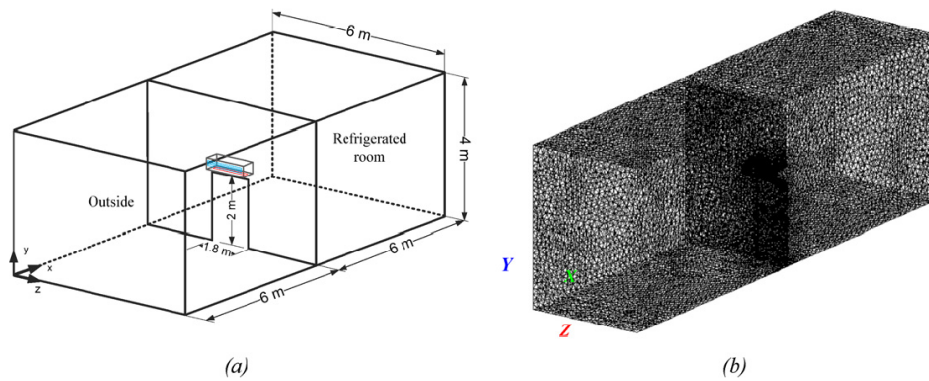 6 m
4 m
Refrigerated
room
Outside
2 m
1.8 m
6 m
6 m
y
x
z
Y
X
Z
(a)
(b)